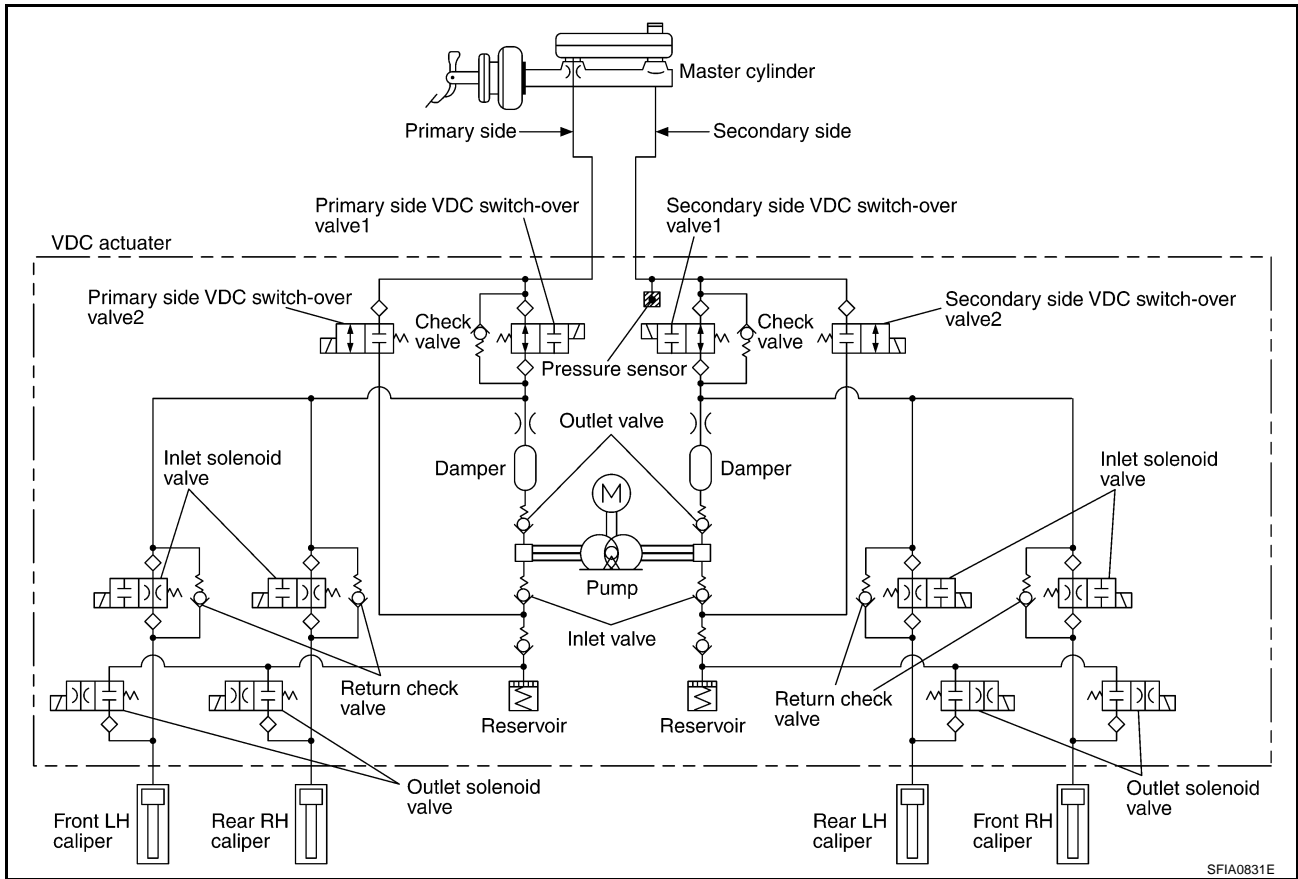 Master cylinder
Primary side
Secondary side
Primary side VDC switch-over
valve1
Secondary side VDC switch-over
valve1
VDC actuater
Primary side VDC switch-over
valve2
Check
valve
Check
valve
Secondary side VDC switch-over
valve2
Pressure sensor
Outlet valve
Inlet solenoid
valve
Damper
Damper
Inlet solenoid
valve
M
Pump
Inlet valve
Return check
valve
Reservoir
Reservoir
Return check
valve
Outlet solenoid
valve
Outlet solenoid
valve
Front LH
caliper
Rear RH
caliper
Rear LH
caliper
Front RH
caliper
SFIA0831E